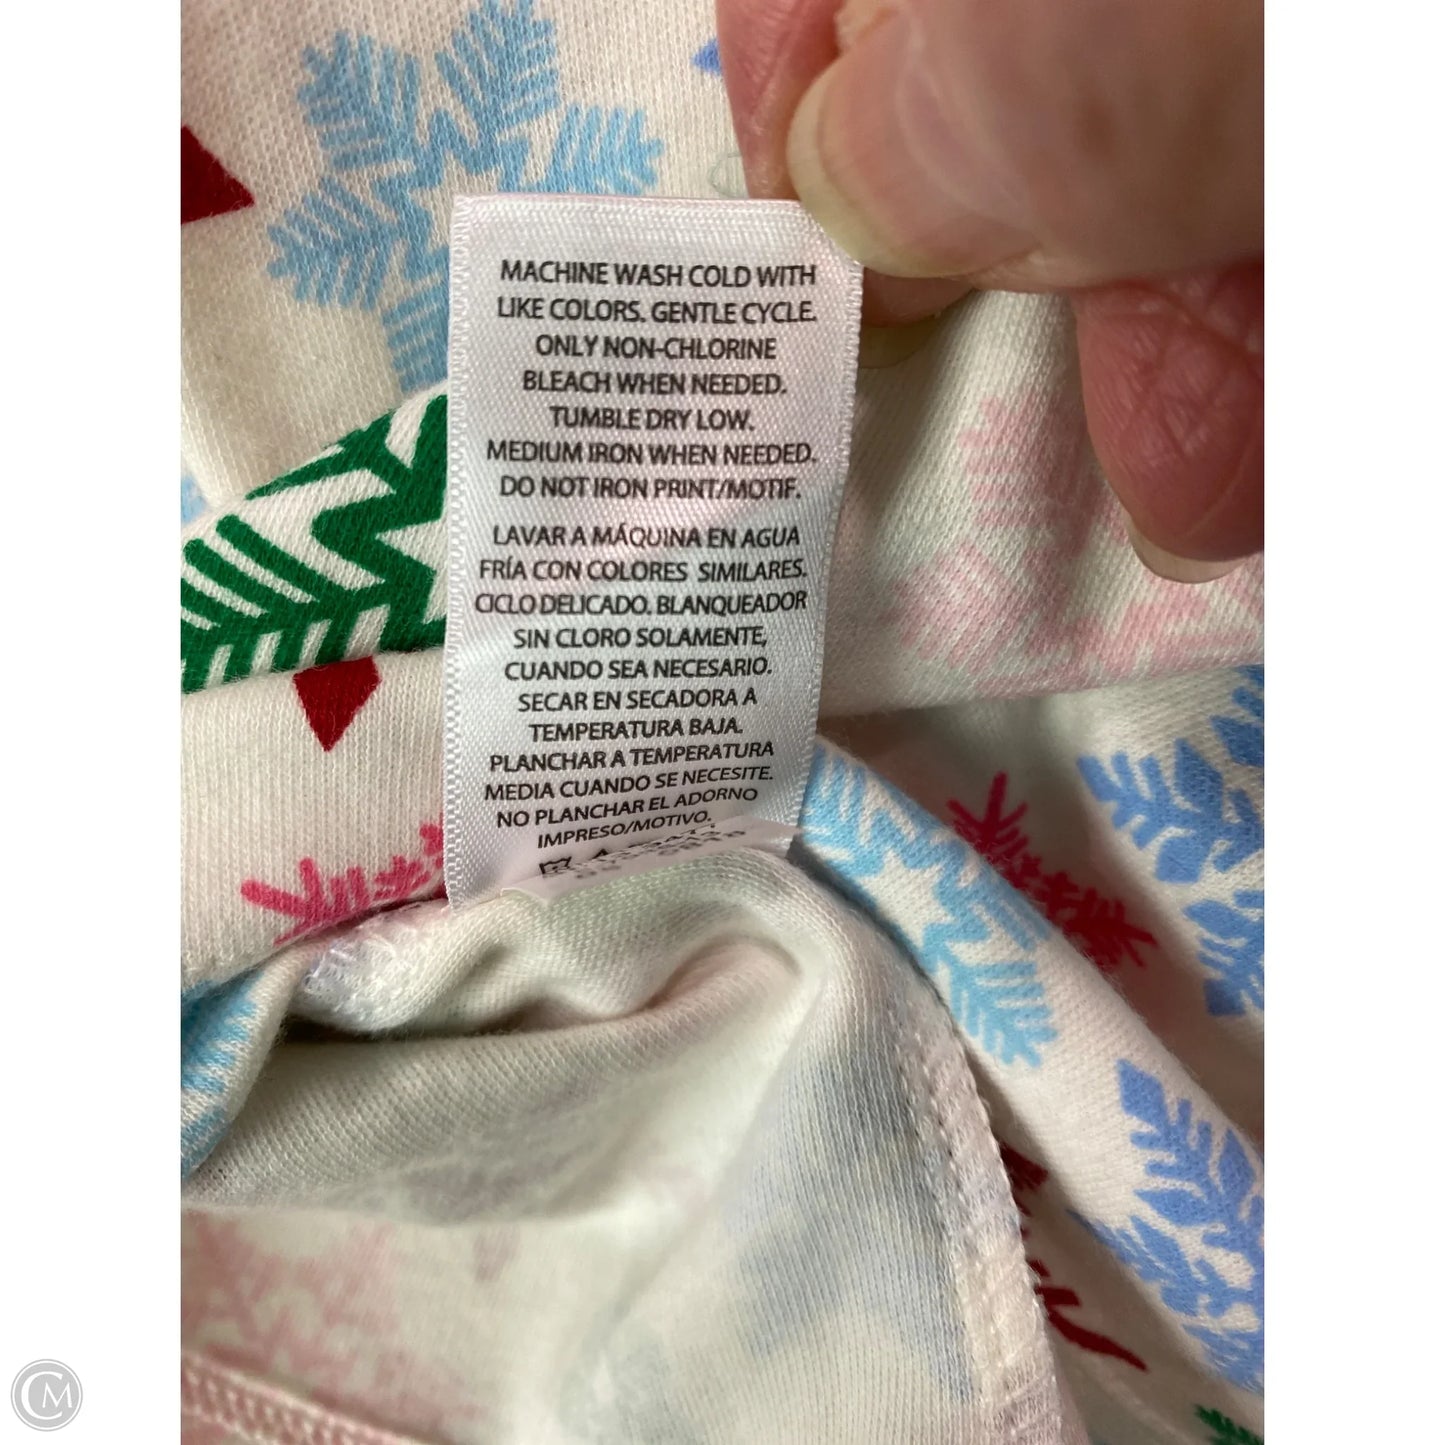 MACHINE WASH COLD WITH
LIKE COLORS. GENTLE CYCLE.
ONLY NON-CHLORINE
BLEACH WHEN NEEDED.
TUMBLE DRY LOW.
MEDIUM IRON WHEN NEEDED.
DO NOT IRON PRINT/MOTIF.
LAVAR A MÁQUINA EN AGUA
FRÍA CON COLORES SIMILARES.
CICLO DELICADO. BLANQUEADOR
SIN CLORO SOLAMENTE,
CUANDO SEA NECESARIO.
SECAR EN SECADORA A
TEMPERATURA BAJA.
PLANCHAR A TEMPERATURA
MEDIA CUANDO SE NECESITE.
NO PLANCHAR EL ADORNO
IMPRESO/MOTIVO.
CM